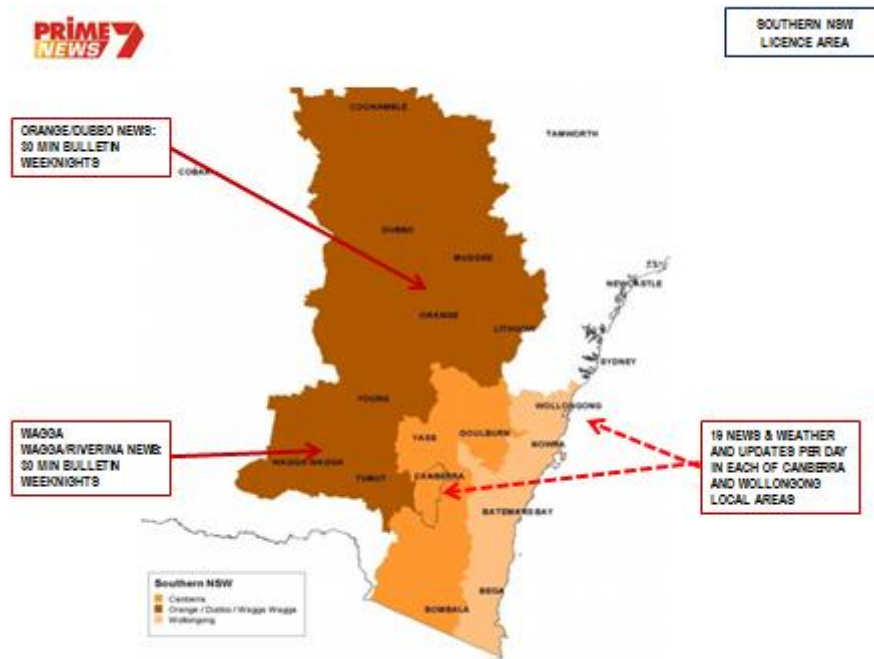 PRIME 7
NEWS
SOUTHERN NSW
LICENCE AREA
COONAMBLE
ORANGE/DUBBO NEWS:
30 MIN BULLETIN
WEEKNIGHTS
TAMWORTH
COBAR
DUBBO
MUDGEE
NEWCASTLE
ORANGE
LITHGOW
SYDNEY
YOUNG
WOLLONGONG
WAGGA
WAGGA/RIVERINA NEWS:
30 MIN BULLETIN
WEEKNIGHTS
YASS
GOULBURN
NOWRA
19 NEWS & WEATHER
AND UPDATES PER DAY
IN EACH OF CANBERRA
AND WOLLONGONG
LOCAL AREAS
WAGGA WAGGA
TUMUT
CANBERRA
BATEMANS BAY
BEGA
BOMBALA
Southern NSW
Canberra
Orange / Dubbo / Wagga Wagga
Wollongong